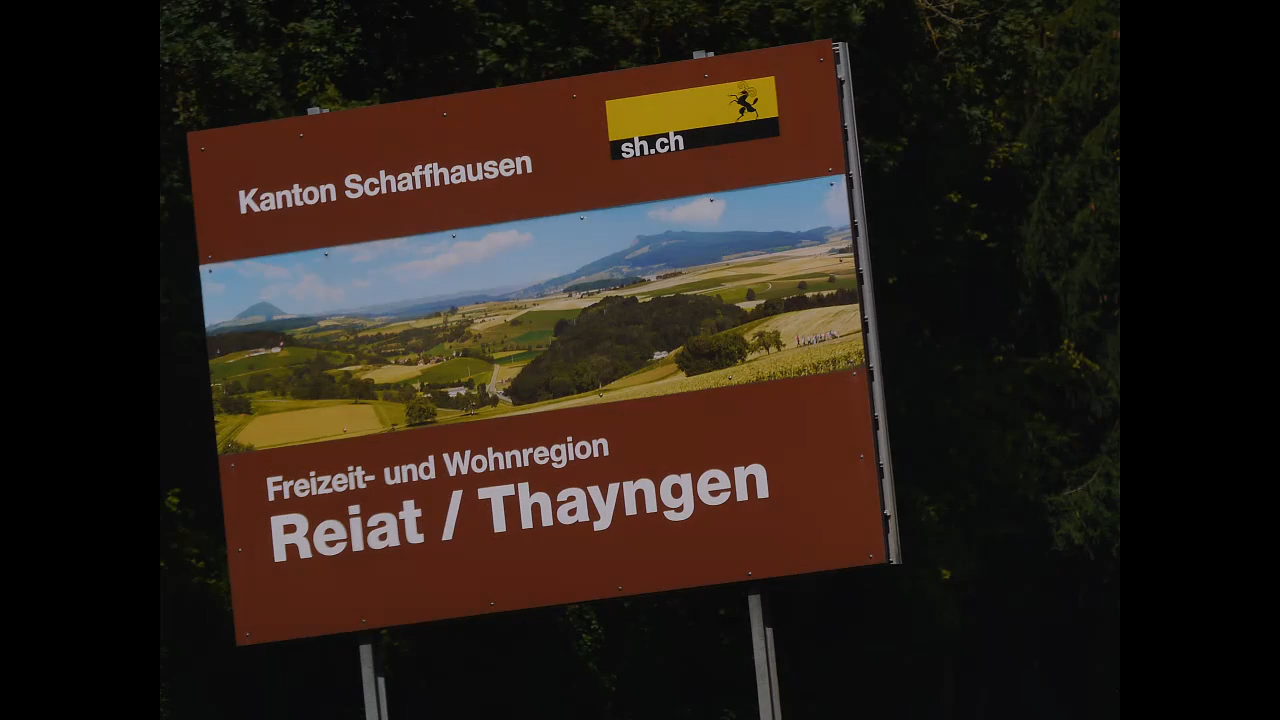 Kanton Schaffhausen
sh.ch
Freizeit- und Wohnregion
Reiat / Thayngen